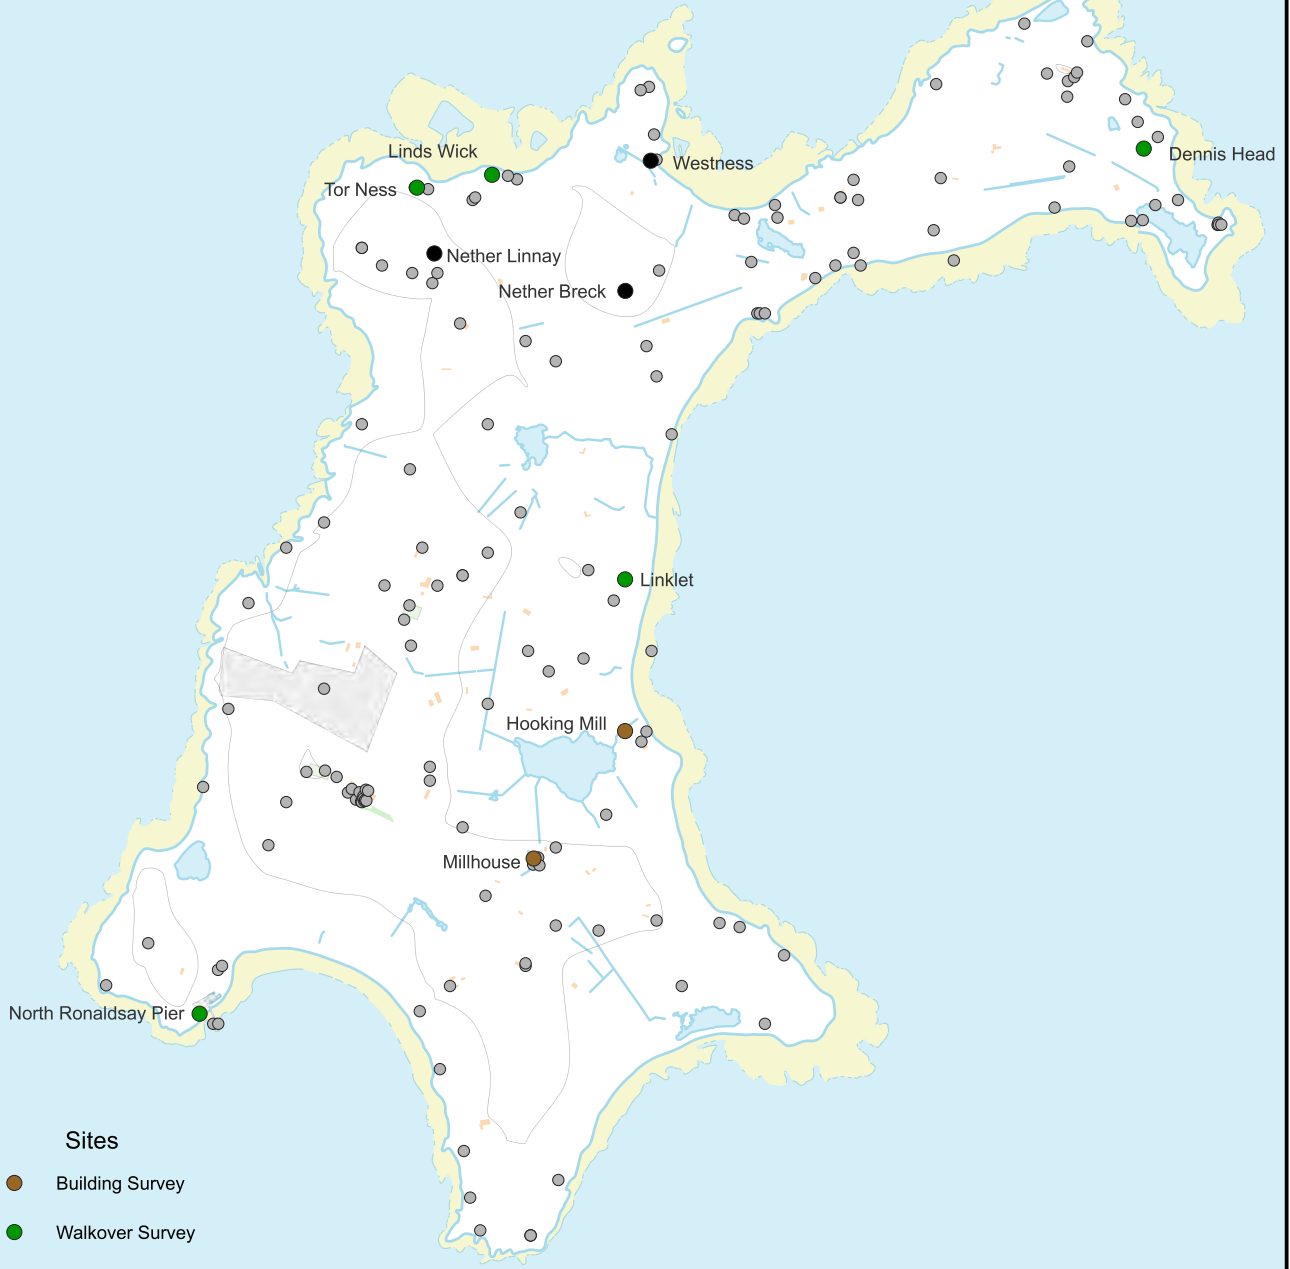 Linds Wick
Westness
Dennis Head
Tor Ness
Nether Linnay
Nether Breck
Linklet
Hooking Mill
Millhouse
North Ronaldsay Pier
Sites
Building Survey
Walkover Survey